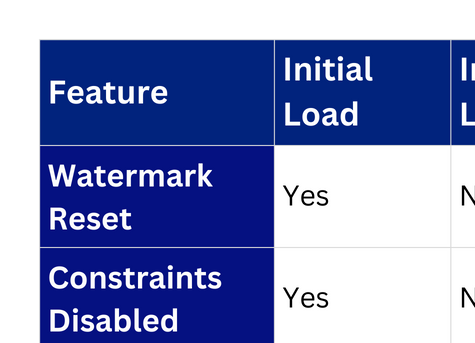 Feature
Initial
Load
Watermark
Reset
Yes
Constraints
Disabled
Yes